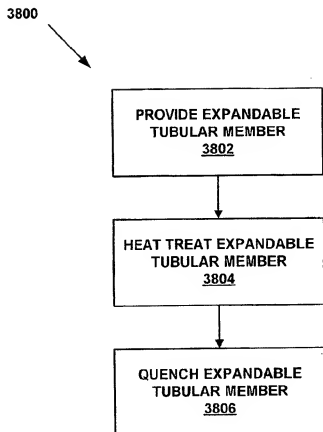 3800
PROVIDE EXPANDABLE
TUBULAR MEMBER
3802
HEAT TREAT EXPANDABLE
TUBULAR MEMBER
3804
QUENCH EXPANDABLE
TUBULAR MEMBER
3806